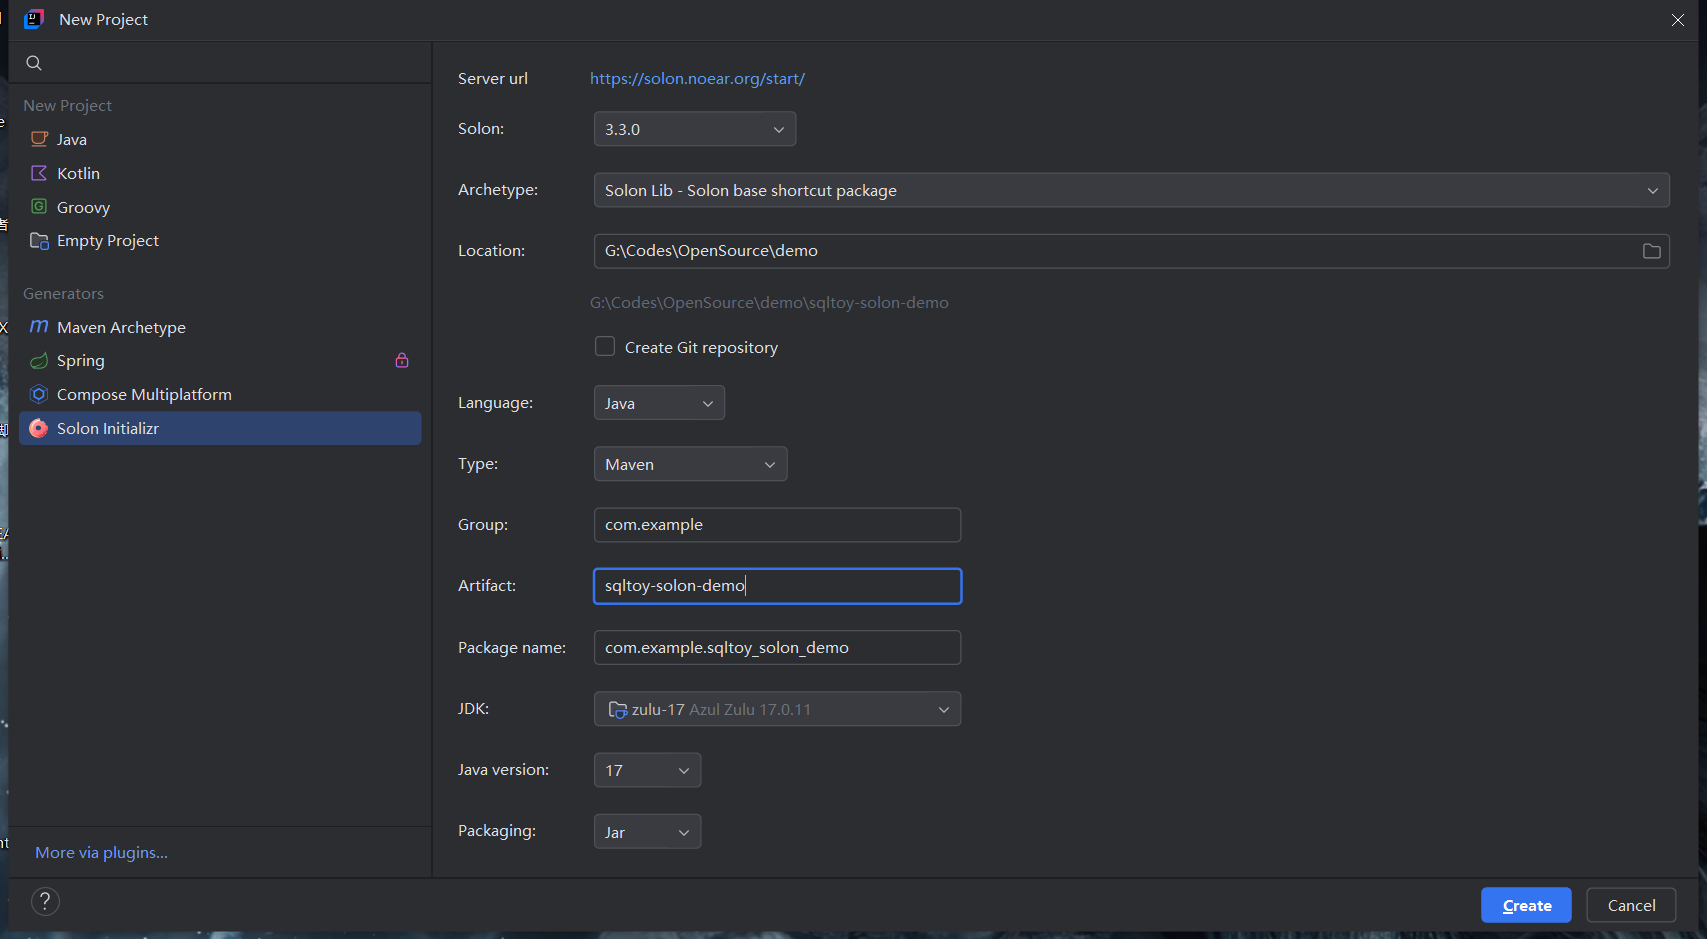 New Project
New Project
Java
Kotlin
Groovy
Empty Project
Generators
Maven Archetype
Spring
Compose Multiplatform
Solon Initializr
More via plugins...
?
Server url https://solon.noear.org/start/
Solon: 3.3.0
Archetype: Solon Lib - Solon base shortcut package
Location: G:\Codes\OpenSource\demo
G:\Codes\OpenSource\demo\sqltoy-solon-demo
Create Git repository
Language: Java
Type: Maven
Group: com.example
Artifact: sqltoy-solon-demo
Package name: com.example.sqltoy_solon_demo
JDK: zulu-17 Azul Zulu 17.0.11
Java version: 17
Packaging: Jar
Create Cancel